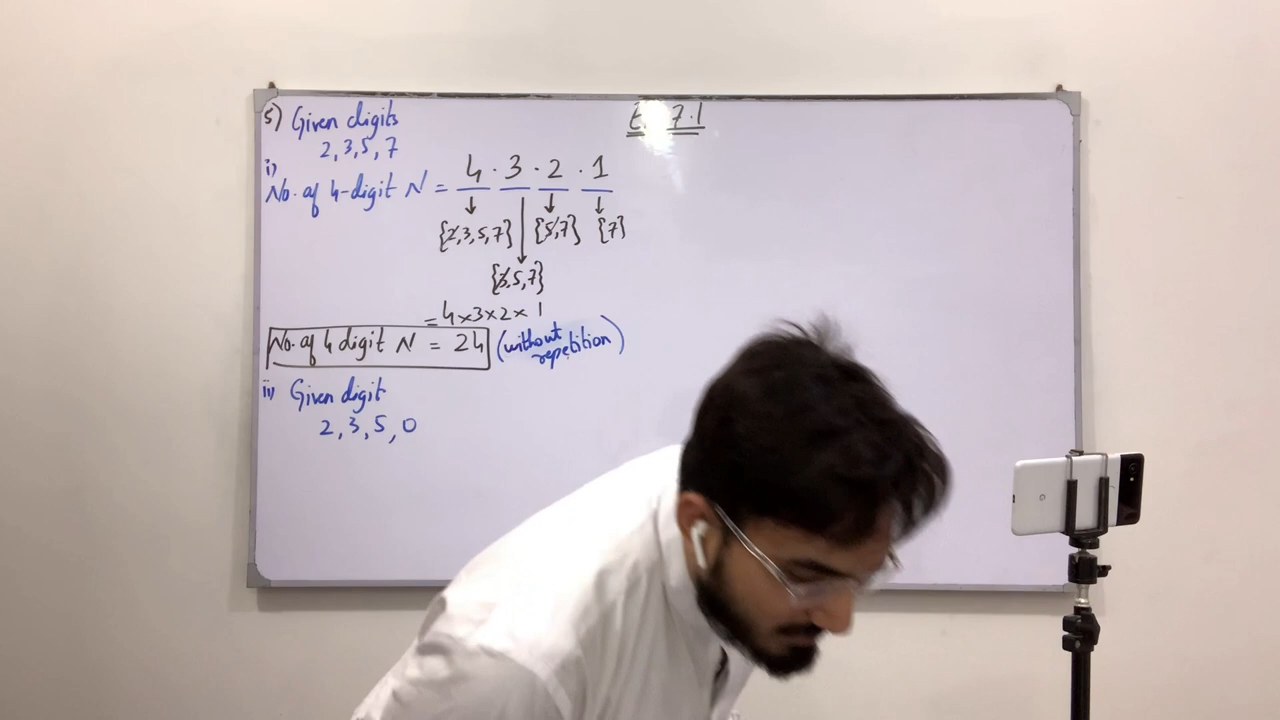 7.1
5) Given digits
2, 3, 5, 7
i)
No. of 4-digit N = 4 · 3 · 2 · 1
{2,3,5,7} {5,7} {7}
{3,5,7}
= 4×3×2×1
No. of 4 digit N = 24 (without
repetition)
ii) Given digit
2, 3, 5, 0
G